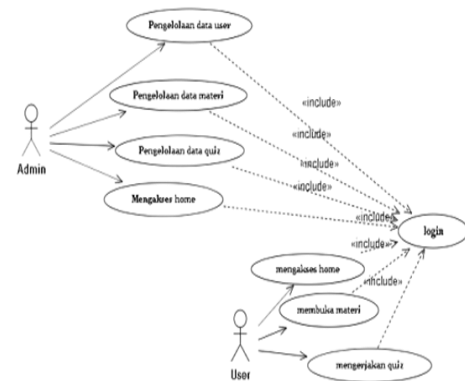 Pengelolaan data user
«include»
Pengelolaan data materi
«include»
Admin
Pengelolaan data quiz
«include»
Mengakses home
«include»
login
«include»
mengakses home
«include»
membuka materi
User
mengerjakan quiz